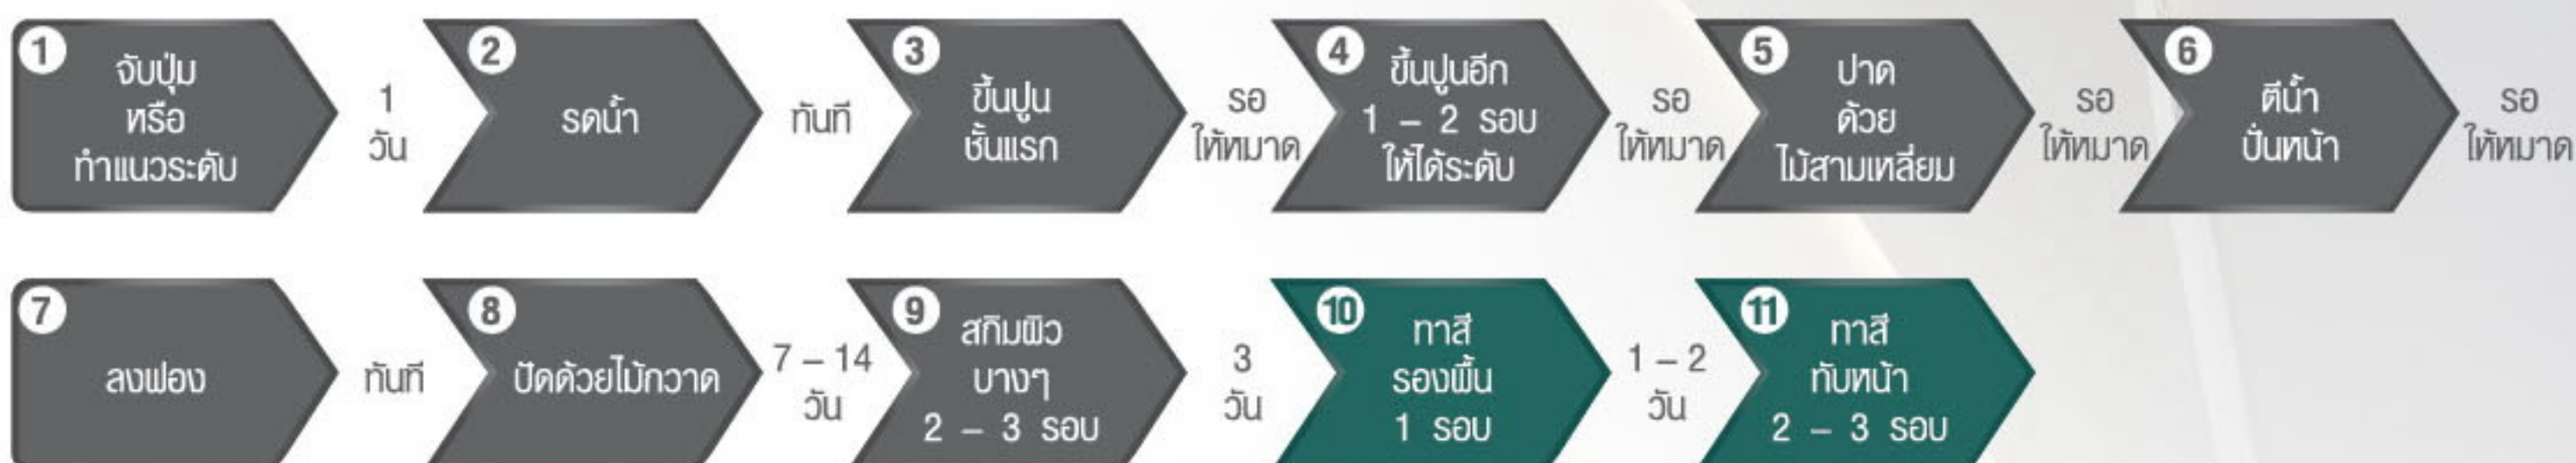 1
จับปุ่ม
หรือ
ทำแนวระดับ
1
วัน
2
รดน้ำ
ทันที
3
ขึ้นปูน
ชั้นแรก
รอ
ให้หมาด
4
ขึ้นปูนอีก
1 – 2 รอบ
ให้ได้ระดับ
รอ
ให้หมาด
5
ปาด
ด้วย
ไม้สามเหลี่ยม
รอ
ให้หมาด
6
ตีน้ำ
ปั่นหน้า
รอ
ให้หมาด
7
ลงฟอง
ทันที
8
ปัดด้วยไม้กวาด
7 – 14
วัน
9
สกิมผิว
บางๆ
2 – 3 รอบ
3
วัน
10
ทาสี
รองพื้น
1 รอบ
1 – 2
วัน
11
ทาสี
ทับหน้า
2 – 3 รอบ